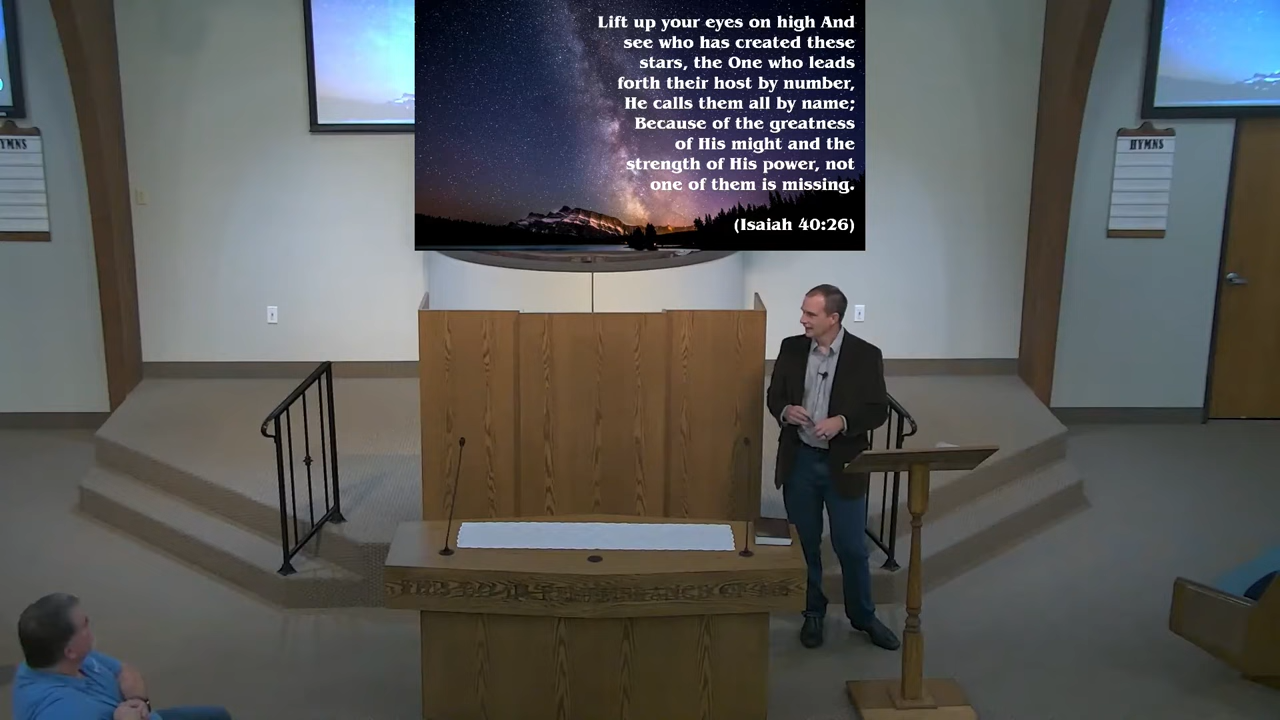 Lift up your eyes on high And
see who has created these
stars, the One who leads
forth their host by number,
He calls them all by name;
Because of the greatness
of His might and the
strength of His power, not
one of them is missing.
(Isaiah 40:26)
YMNS
HYMNS